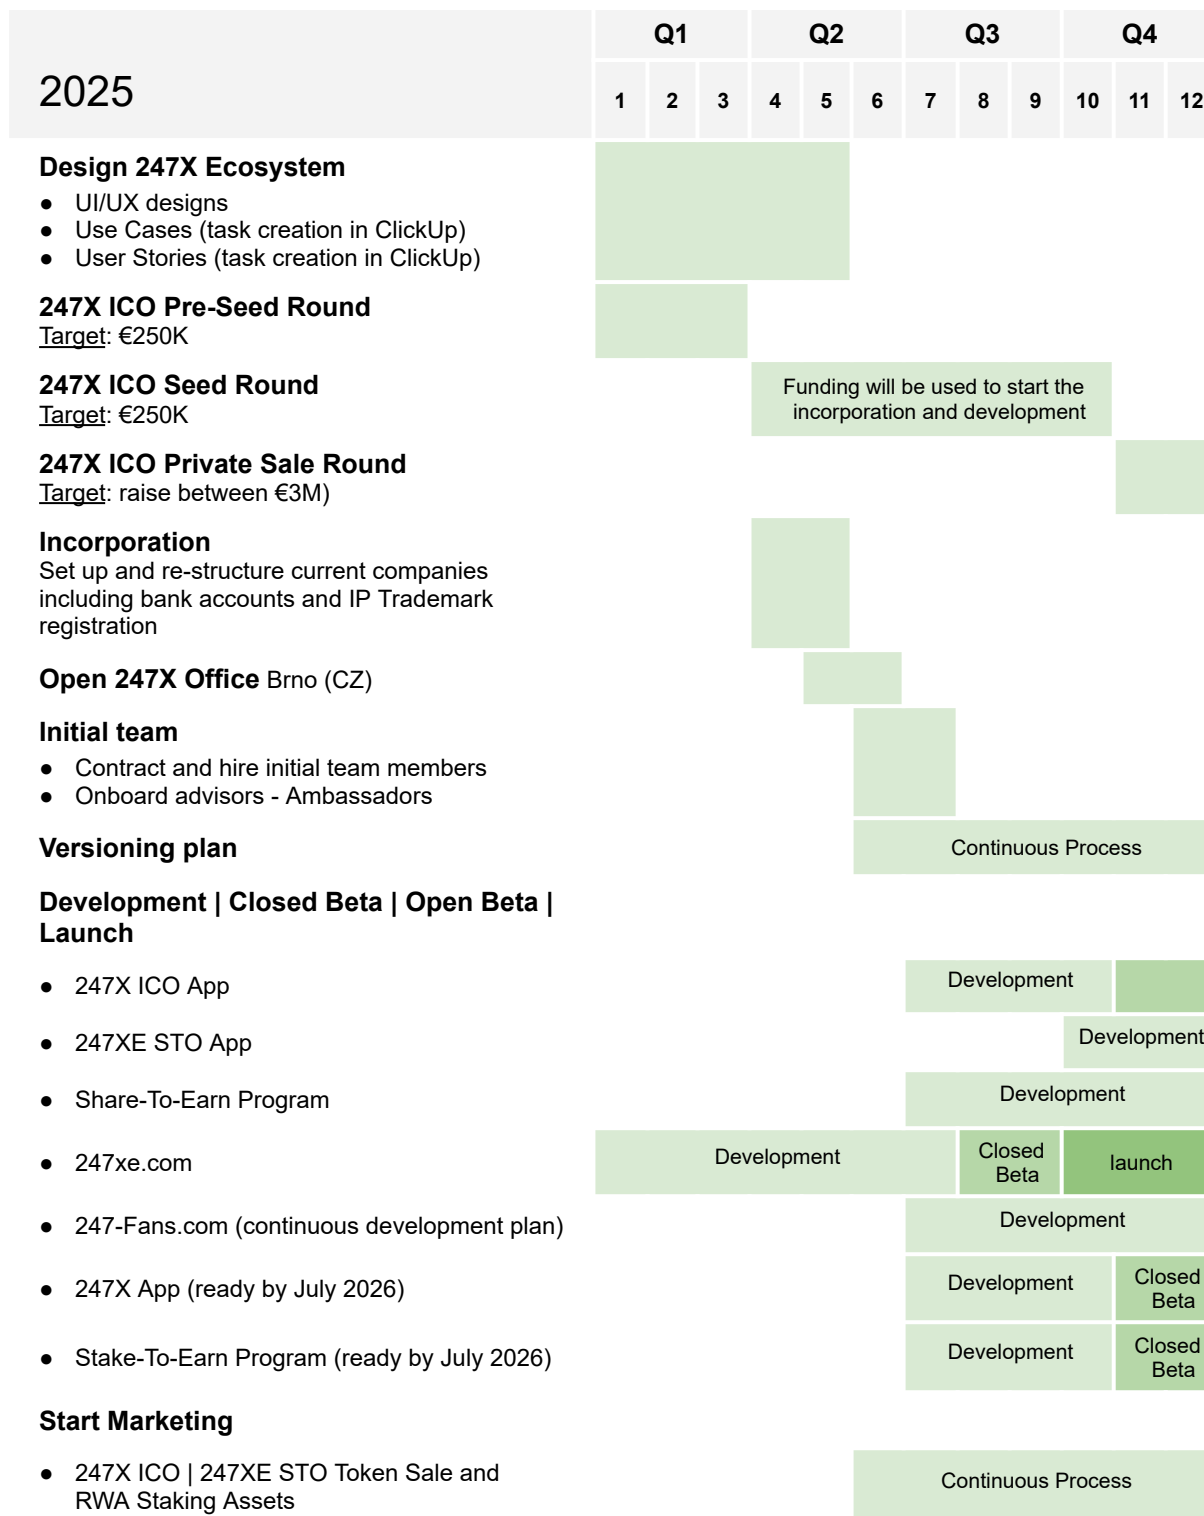 Q1 Q2 Q3 Q4
2025
1 2 3 4 5 6 7 8 9 10 11 12
Design 247X Ecosystem
● UI/UX designs
● Use Cases (task creation in ClickUp)
● User Stories (task creation in ClickUp)
247X ICO Pre-Seed Round
Target: €250K
247X ICO Seed Round
Target: €250K
Funding will be used to start the
incorporation and development
247X ICO Private Sale Round
Target: raise between €3M)
Incorporation
Set up and re-structure current companies
including bank accounts and IP Trademark
registration
Open 247X Office Brno (CZ)
Initial team
● Contract and hire initial team members
● Onboard advisors - Ambassadors
Versioning plan
Continuous Process
Development | Closed Beta | Open Beta |
Launch
● 247X ICO App
Development
● 247XE STO App
Development
● Share-To-Earn Program
Development
● 247xe.com
Development
Closed
Beta
launch
● 247-Fans.com (continuous development plan)
Development
● 247X App (ready by July 2026)
Development
Closed
Beta
● Stake-To-Earn Program (ready by July 2026)
Development
Closed
Beta
Start Marketing
● 247X ICO | 247XE STO Token Sale and
RWA Staking Assets
Continuous Process